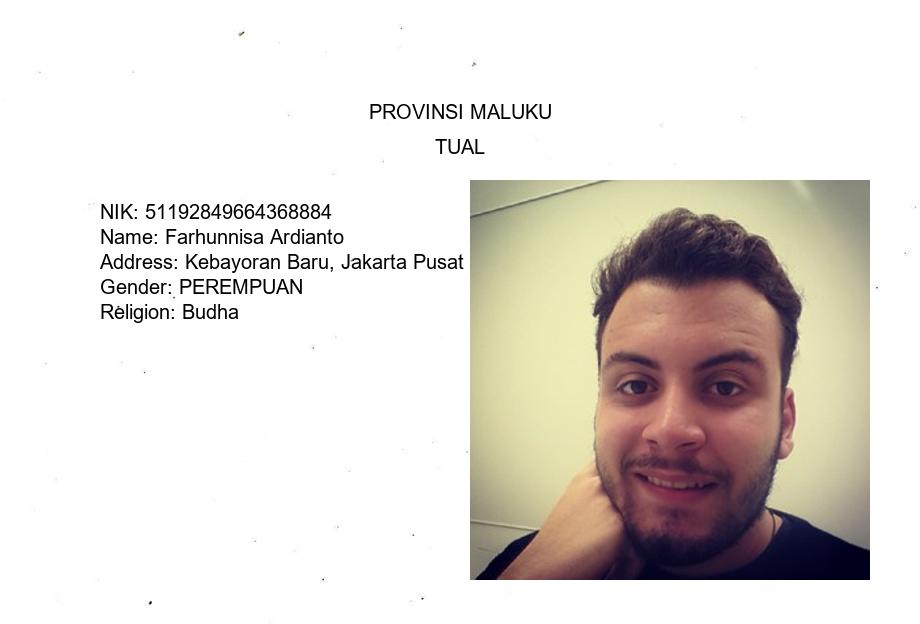 PROVINSI MALUKU
TUAL
NIK: 51192849664368884
Name: Farhunnisa Ardianto
Address: Kebayoran Baru, Jakarta Pusat
Gender: PEREMPUAN
Religion: Budha